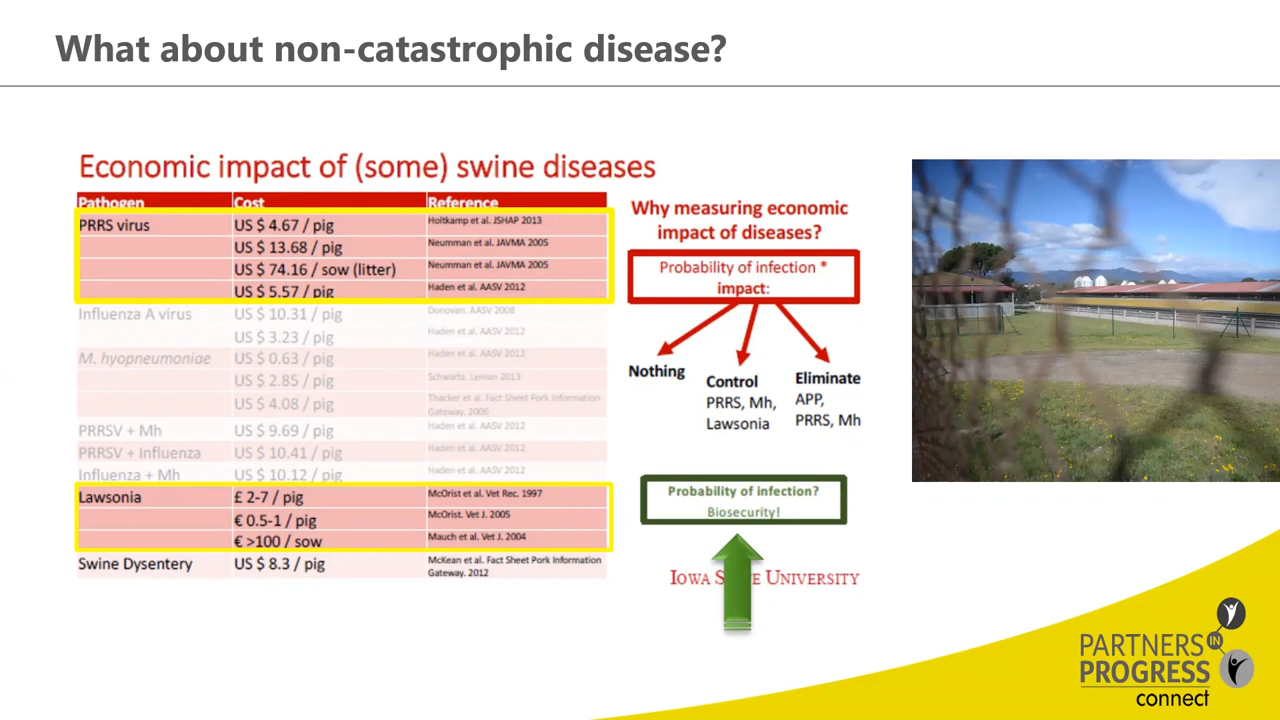 What about non-catastrophic disease?
Economic impact of (some) swine diseases
Pathogen Cost Reference
PRRS virus US $ 4.67 / pig Holtkamp et al. JSHAP 2013
US $ 13.68 / pig Neumman et al. JAVMA 2005
US $ 74.16 / sow (litter) Neumman et al. JAVMA 2005
US $ 5.57 / pig Haden et al. AASV 2012
Influenza A virus US $ 10.31 / pig Donovan. AASV 2008
US $ 3.23 / pig Haden et al. AASV 2012
M. hyopneumoniae US $ 0.63 / pig Haden et al. AASV 2012
US $ 2.85 / pig Schwartz. Leman 2013
US $ 4.08 / pig Thacker et al. Fact Sheet Pork Information
Gateway. 2006
PRRSV + Mh US $ 9.69 / pig Haden et al. AASV 2012
PRRSV + Influenza US $ 10.41 / pig Haden et al. AASV 2012
Influenza + Mh US $ 10.12 / pig Haden et al. AASV 2012
Lawsonia £ 2-7 / pig McOrist et al. Vet Rec. 1997
€ 0.5-1 / pig McOrist. Vet J. 2005
€ >100 / sow Mauch et al. Vet J. 2004
Swine Dysentery US $ 8.3 / pig McKean et al. Fact Sheet Pork Information
Gateway. 2012
Why measuring economic
impact of diseases?
Probability of infection *
impact:
Nothing
Control
PRRS, Mh,
Lawsonia
Eliminate
APP,
PRRS, Mh
Probability of infection?
Biosecurity!
IOWA S E UNIVERSITY
PARTNERS
IN
PROGRESS
connect